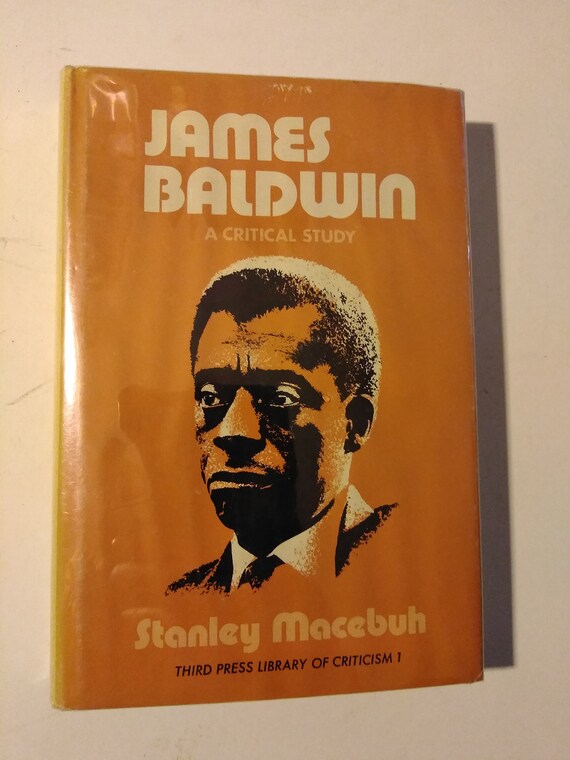 JAMES
BALDWIN
A CRITICAL STUDY
Stanley Macebuh
THIRD PRESS LIBRARY OF CRITICISM 1